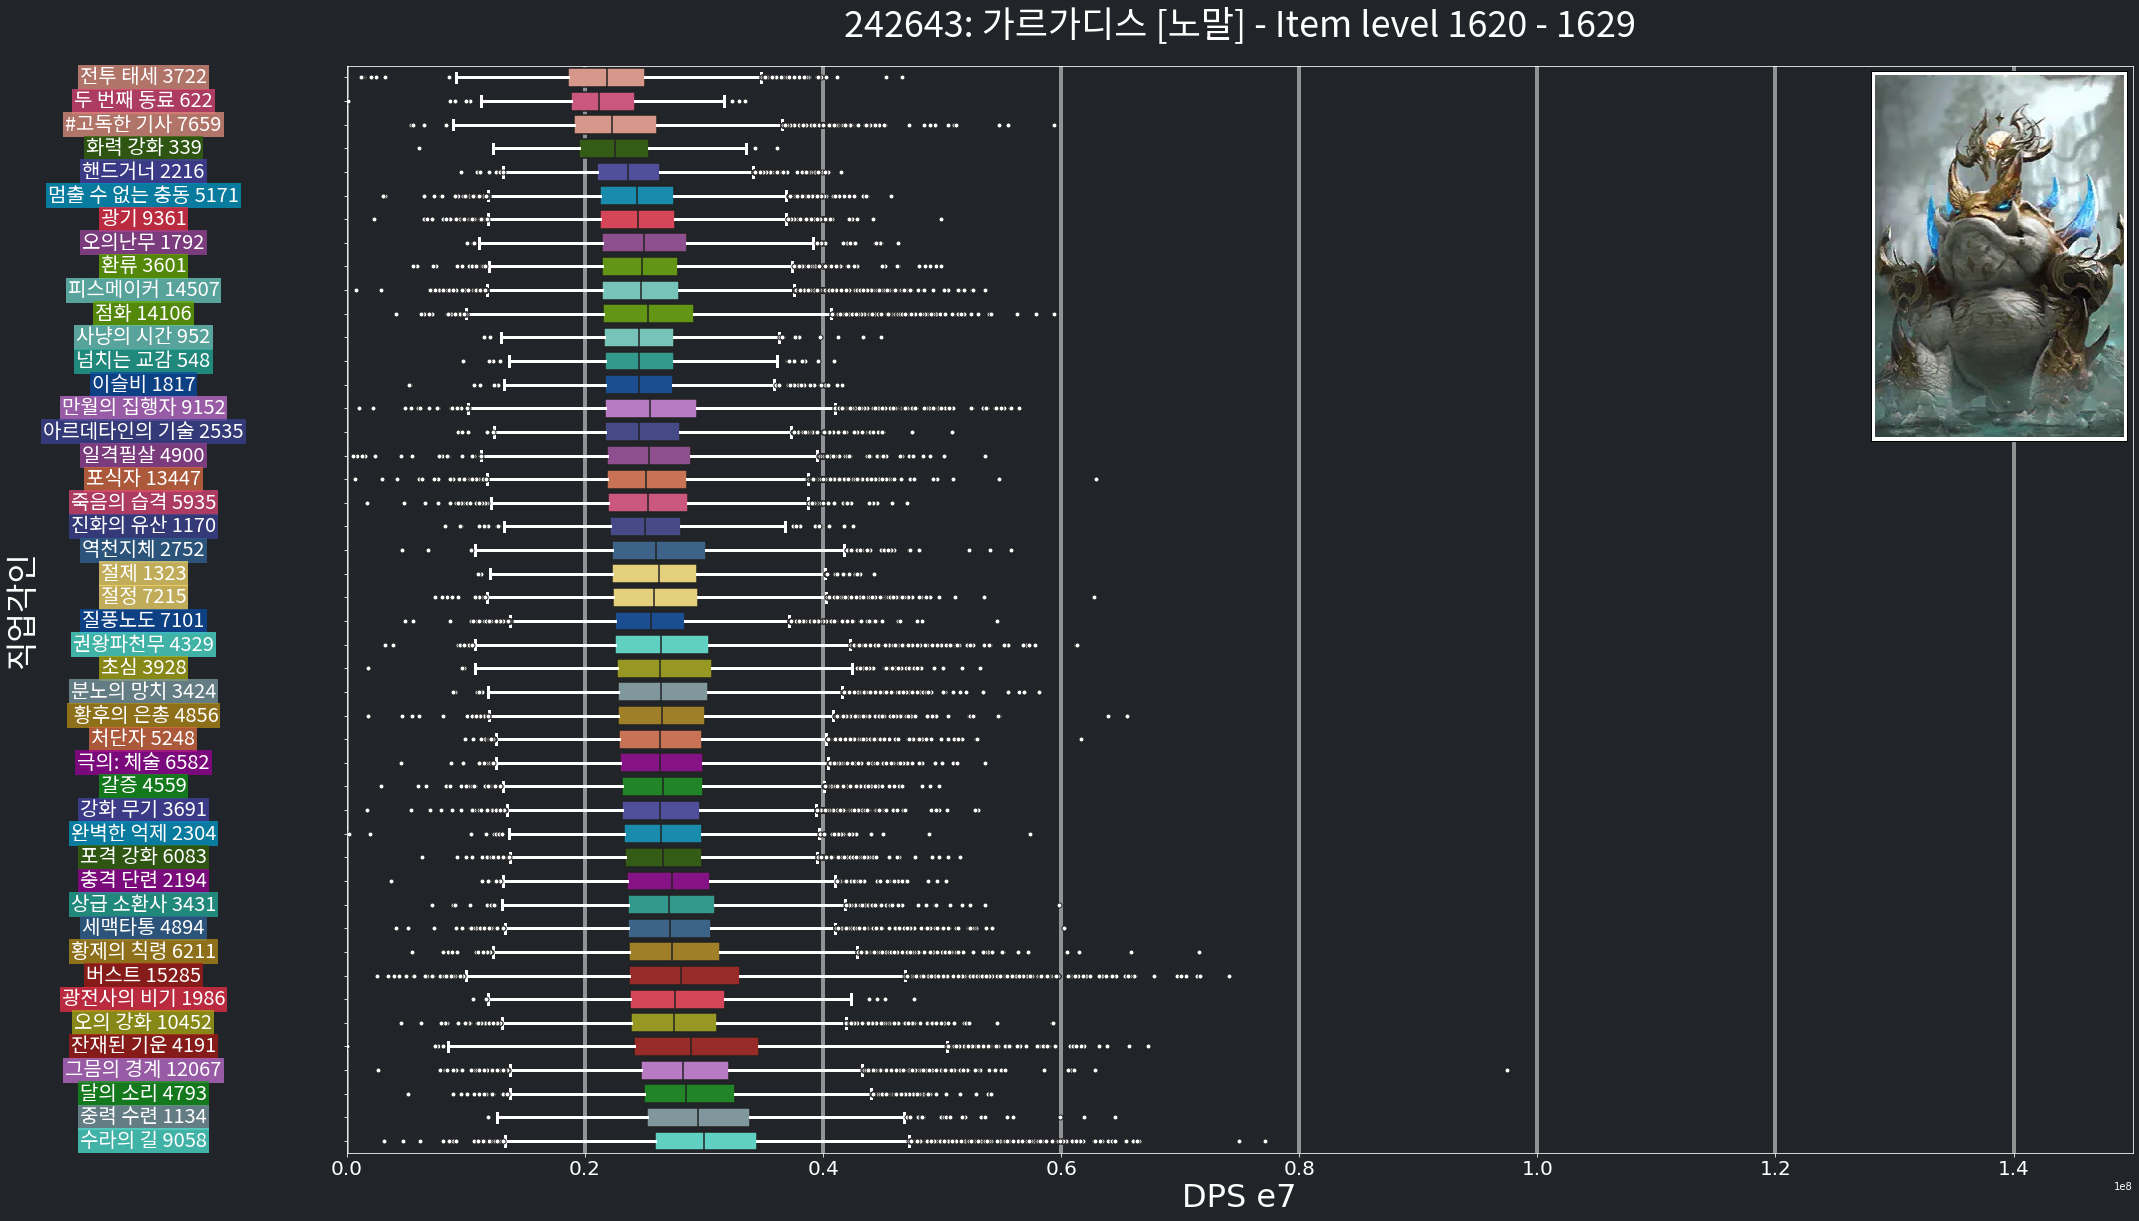 242643: 가르가디스 [노말] - Item level 1620 - 1629
전투 태세 3722
두 번째 동료 622
#고독한 기사 7659
화력 강화 339
핸드거너 2216
멈출 수 없는 충동 5171
광기 9361
오의난무 1792
환류 3601
피스메이커 14507
점화 14106
사냥의 시간 952
넘치는 교감 548
이슬비 1817
만월의 집행자 9152
아르데타인의 기술 2535
일격필살 4900
포식자 13447
죽음의 습격 5935
진화의 유산 1170
역천지체 2752
절제 1323
절정 7215
질풍노도 7101
권왕파천무 4329
초심 3928
분노의 망치 3424
황후의 은총 4856
처단자 5248
극의: 체술 6582
갈증 4559
강화 무기 3691
완벽한 억제 2304
포격 강화 6083
충격 단련 2194
상급 소환사 3431
세맥타통 4894
황제의 칙령 6211
버스트 15285
광전사의 비기 1986
오의 강화 10452
잔재된 기운 4191
그믐의 경계 12067
달의 소리 4793
중력 수련 1134
수라의 길 9058
직업각인
0.0 0.2 0.4 0.6 0.8 1.0 1.2 1.4
1e8
DPS e7